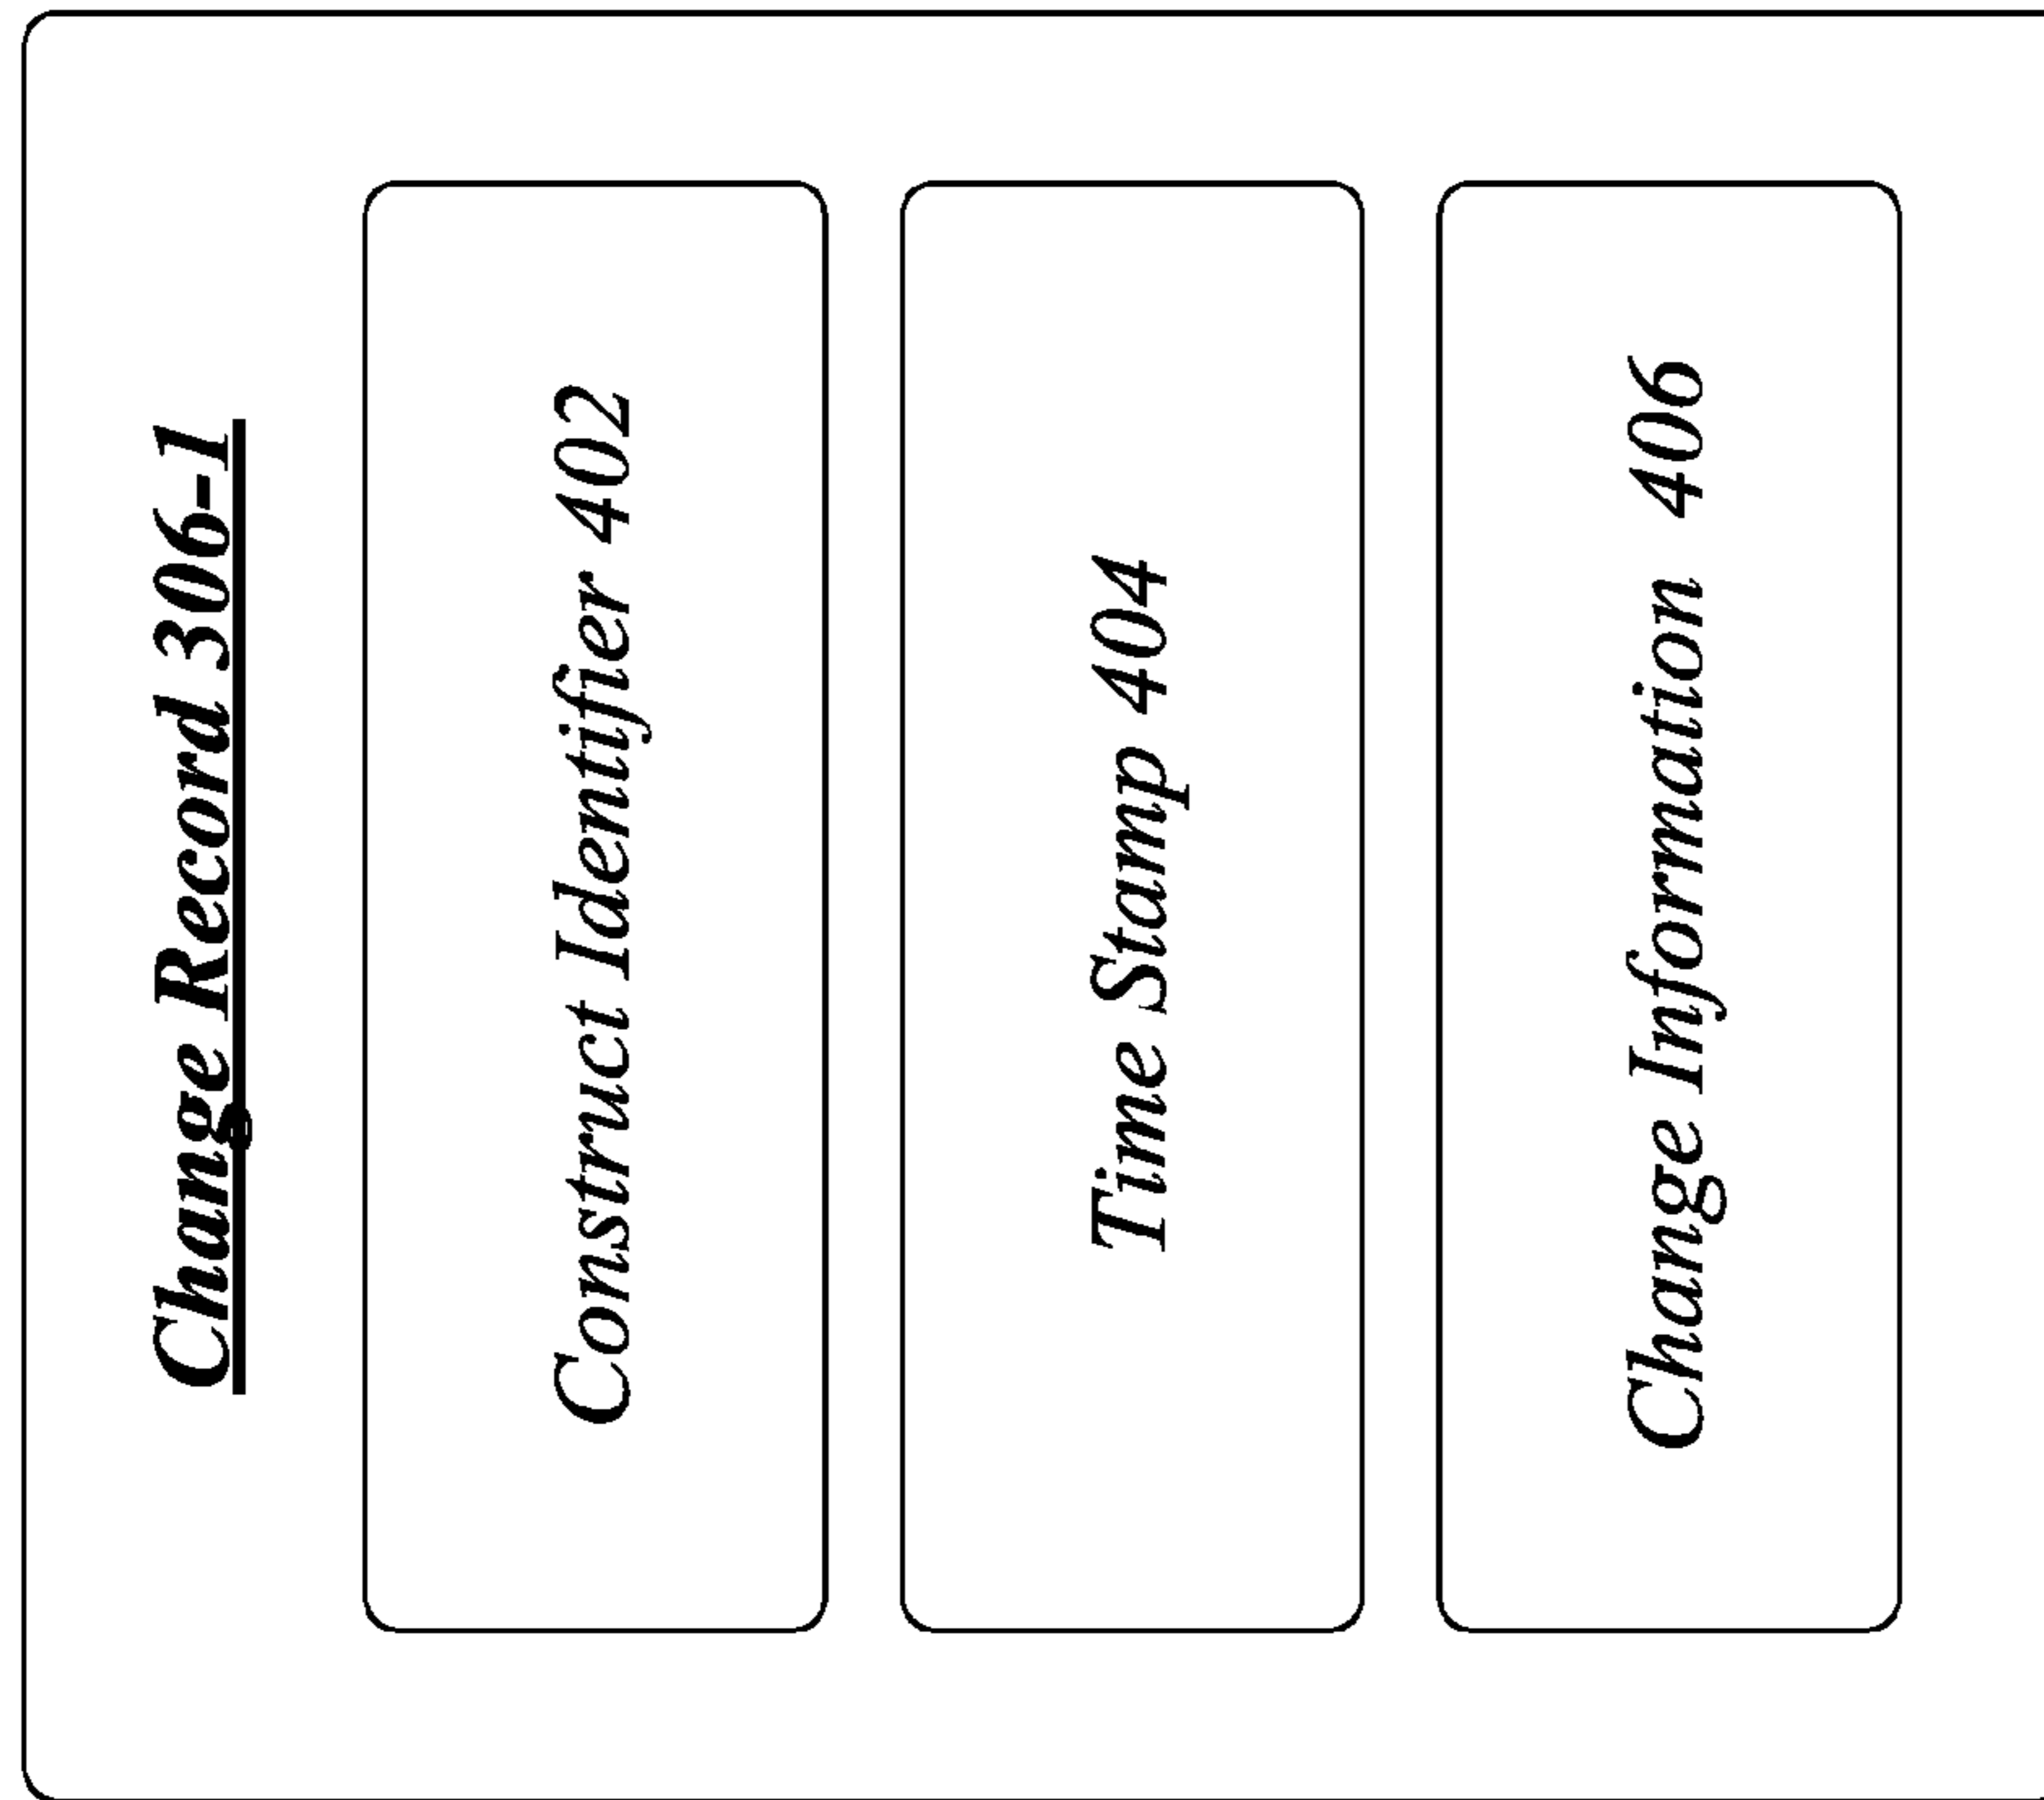 Change Record 306-1
Construct Identifier 402
Time Stamp 404
Change Information 406